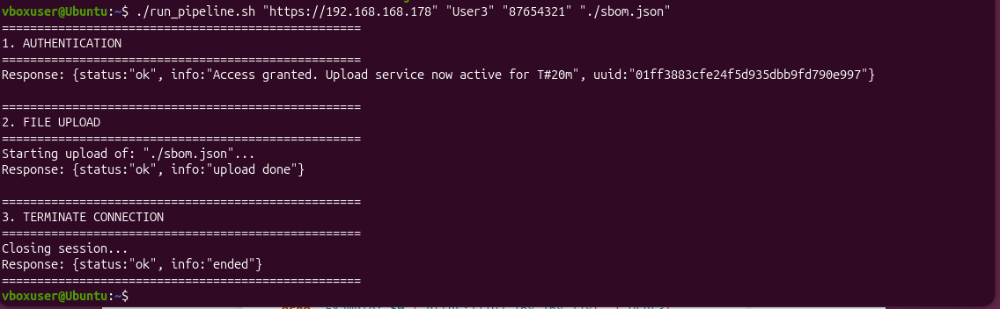 vboxuser@Ubuntu:~$ ./run_pipeline.sh "https://192.168.168.178" "User3" "87654321" "./sbom.json"
===================================================
1. AUTHENTICATION
===================================================
Response: {status:"ok", info:"Access granted. Upload service now active for T#20m", uuid:"01ff3883cfe24f5d935dbb9fd790e997"}

===================================================
2. FILE UPLOAD
===================================================
Starting upload of: "./sbom.json"...
Response: {status:"ok", info:"upload done"}

===================================================
3. TERMINATE CONNECTION
===================================================
Closing session...
Response: {status:"ok", info:"ended"}
===================================================
vboxuser@Ubuntu:~$